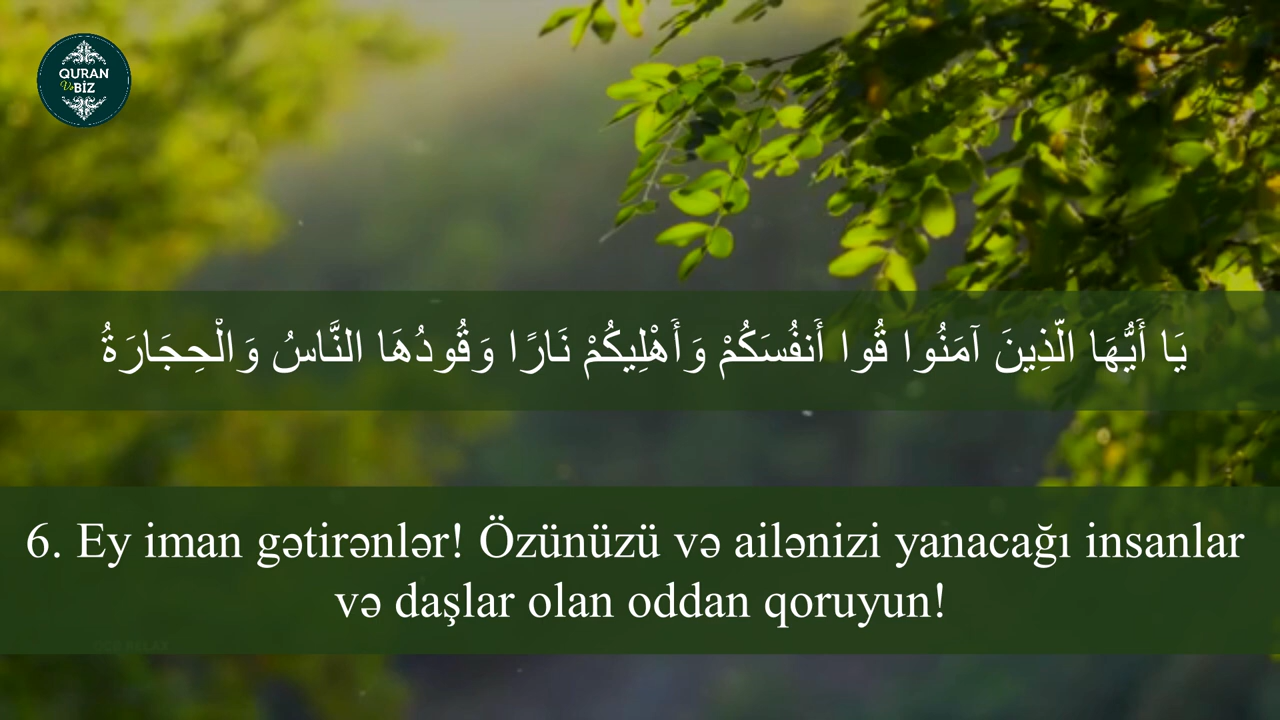 QURAN
Və BİZ
يَا أَيُّهَا الَّذِينَ آمَنُوا قُوا أَنفُسَكُمْ وَأَهْلِيكُمْ نَارًا وَقُودُهَا النَّاسُ وَالْحِجَارَةُ
6. Ey iman gətirənlər! Özünüzü və ailənizi yanacağı insanlar
və daşlar olan oddan qoruyun!